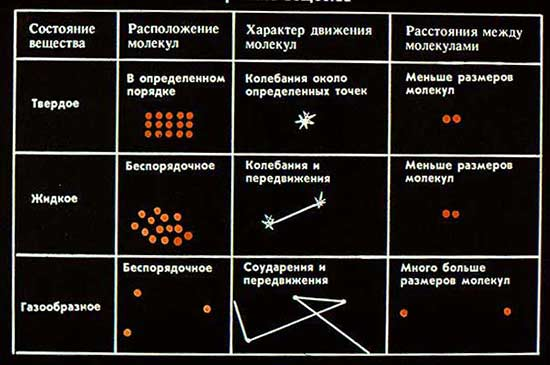 Состояние вещества
Расположение молекул
Характер движения молекул
Расстояния между молекулами
Твердое
В определенном порядке
Колебания около определенных точек
Меньше размеров молекул
Жидкое
Беспорядочное
Колебания и передвижения
Меньше размеров молекул
Газообразное
Беспорядочное
Соударения и передвижения
Много больше размеров молекул